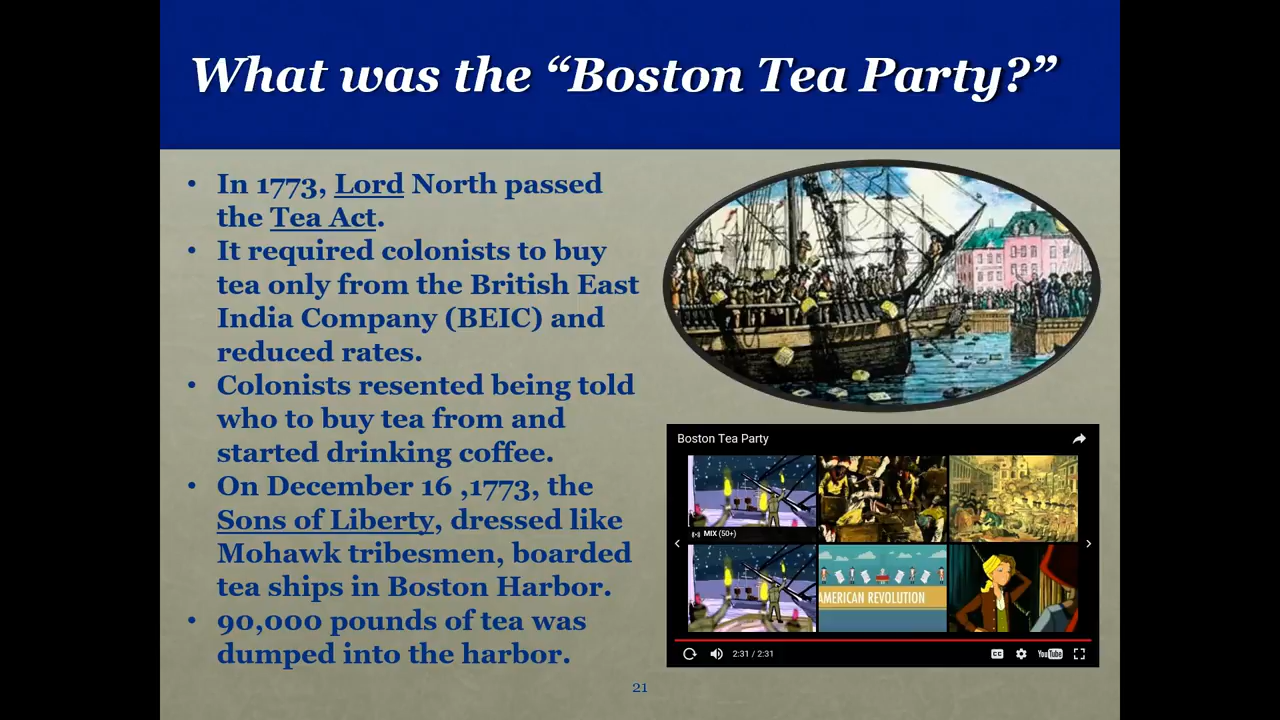 What was the “Boston Tea Party?”
• In 1773, Lord North passed
the Tea Act.
• It required colonists to buy
tea only from the British East
India Company (BEIC) and
reduced rates.
• Colonists resented being told
who to buy tea from and
started drinking coffee.
• On December 16 ,1773, the
Sons of Liberty, dressed like
Mohawk tribesmen, boarded
tea ships in Boston Harbor.
• 90,000 pounds of tea was
dumped into the harbor.
Boston Tea Party
MIX (50+)
AMERICAN REVOLUTION
2:31 / 2:31
CC
YouTube
21